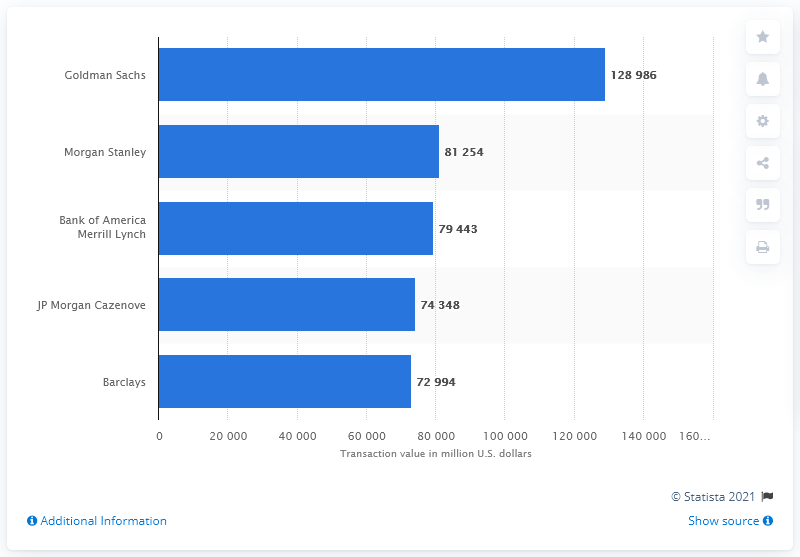 Goldman Sachs
128 986
Morgan Stanley
81 254
Bank of America
Merrill Lynch
79 443
JP Morgan Cazenove
74 348
Barclays
72 994
0 20 000 40 000 60 000 80 000 100 000 120 000 140 000 160…
Transaction value in million U.S. dollars
© Statista 2021
Additional Information
Show source